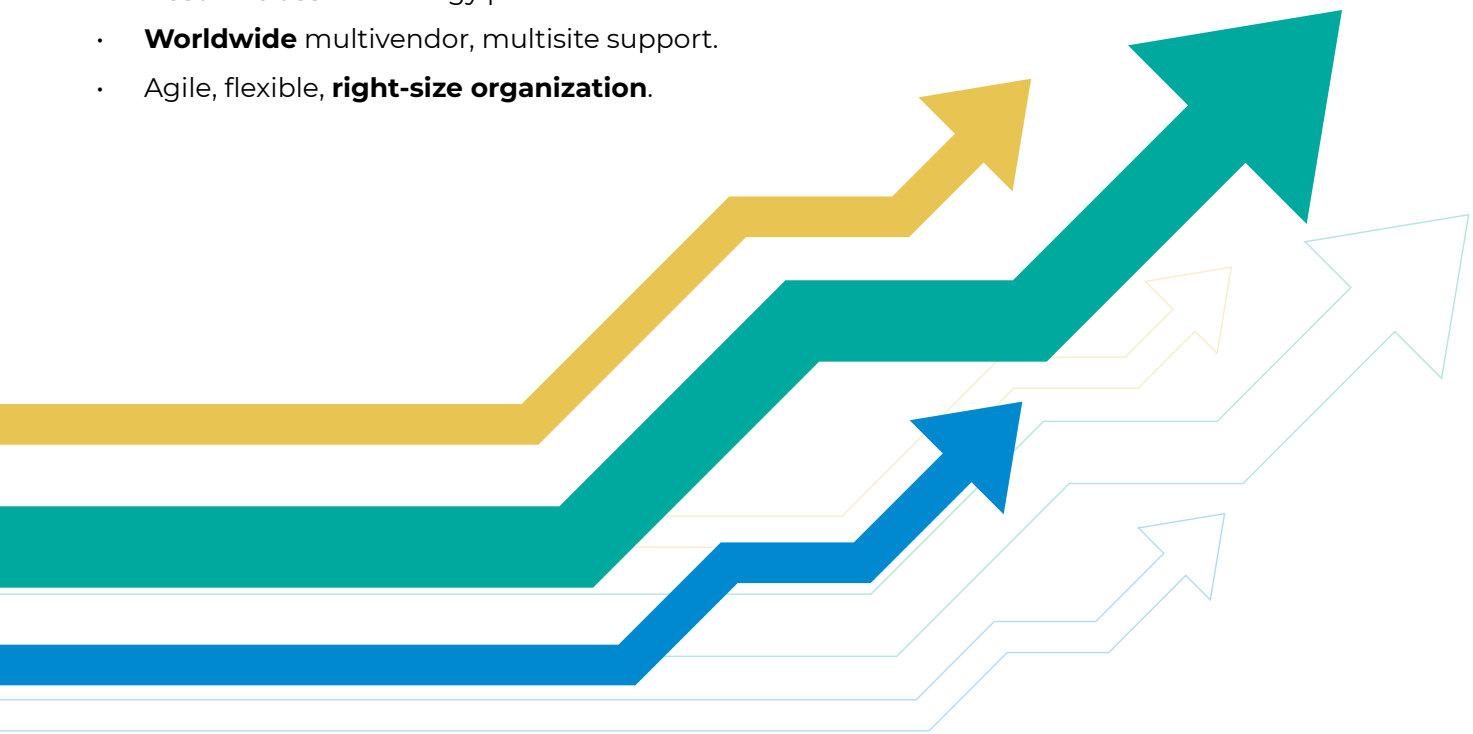 • Worldwide multivendor, multisite support.
• Agile, flexible, right-size organization.